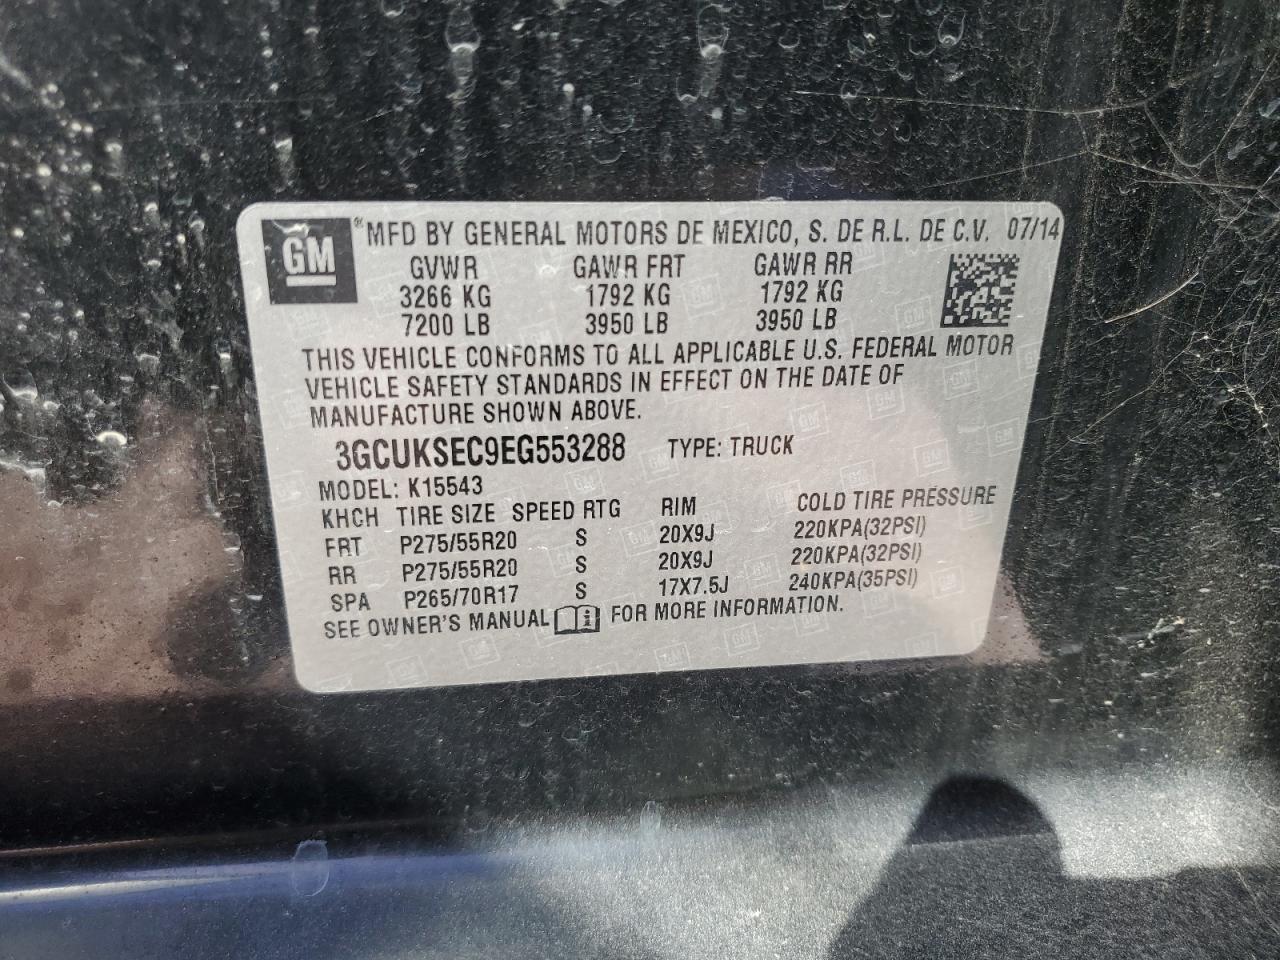 GM ® MFD BY GENERAL MOTORS DE MEXICO, S. DE R.L. DE C.V. 07/14
GVWR GAWR FRT GAWR RR
3266 KG 1792 KG 1792 KG
7200 LB 3950 LB 3950 LB
THIS VEHICLE CONFORMS TO ALL APPLICABLE U.S. FEDERAL MOTOR
VEHICLE SAFETY STANDARDS IN EFFECT ON THE DATE OF
MANUFACTURE SHOWN ABOVE.
3GCUKSEC9EG553288 TYPE: TRUCK
MODEL: K15543
KHCH TIRE SIZE SPEED RTG RIM COLD TIRE PRESSURE
FRT P275/55R20 S 20X9J 220KPA(32PSI)
RR P275/55R20 S 20X9J 220KPA(32PSI)
SPA P265/70R17 S 17X7.5J 240KPA(35PSI)
SEE OWNER'S MANUAL i FOR MORE INFORMATION.